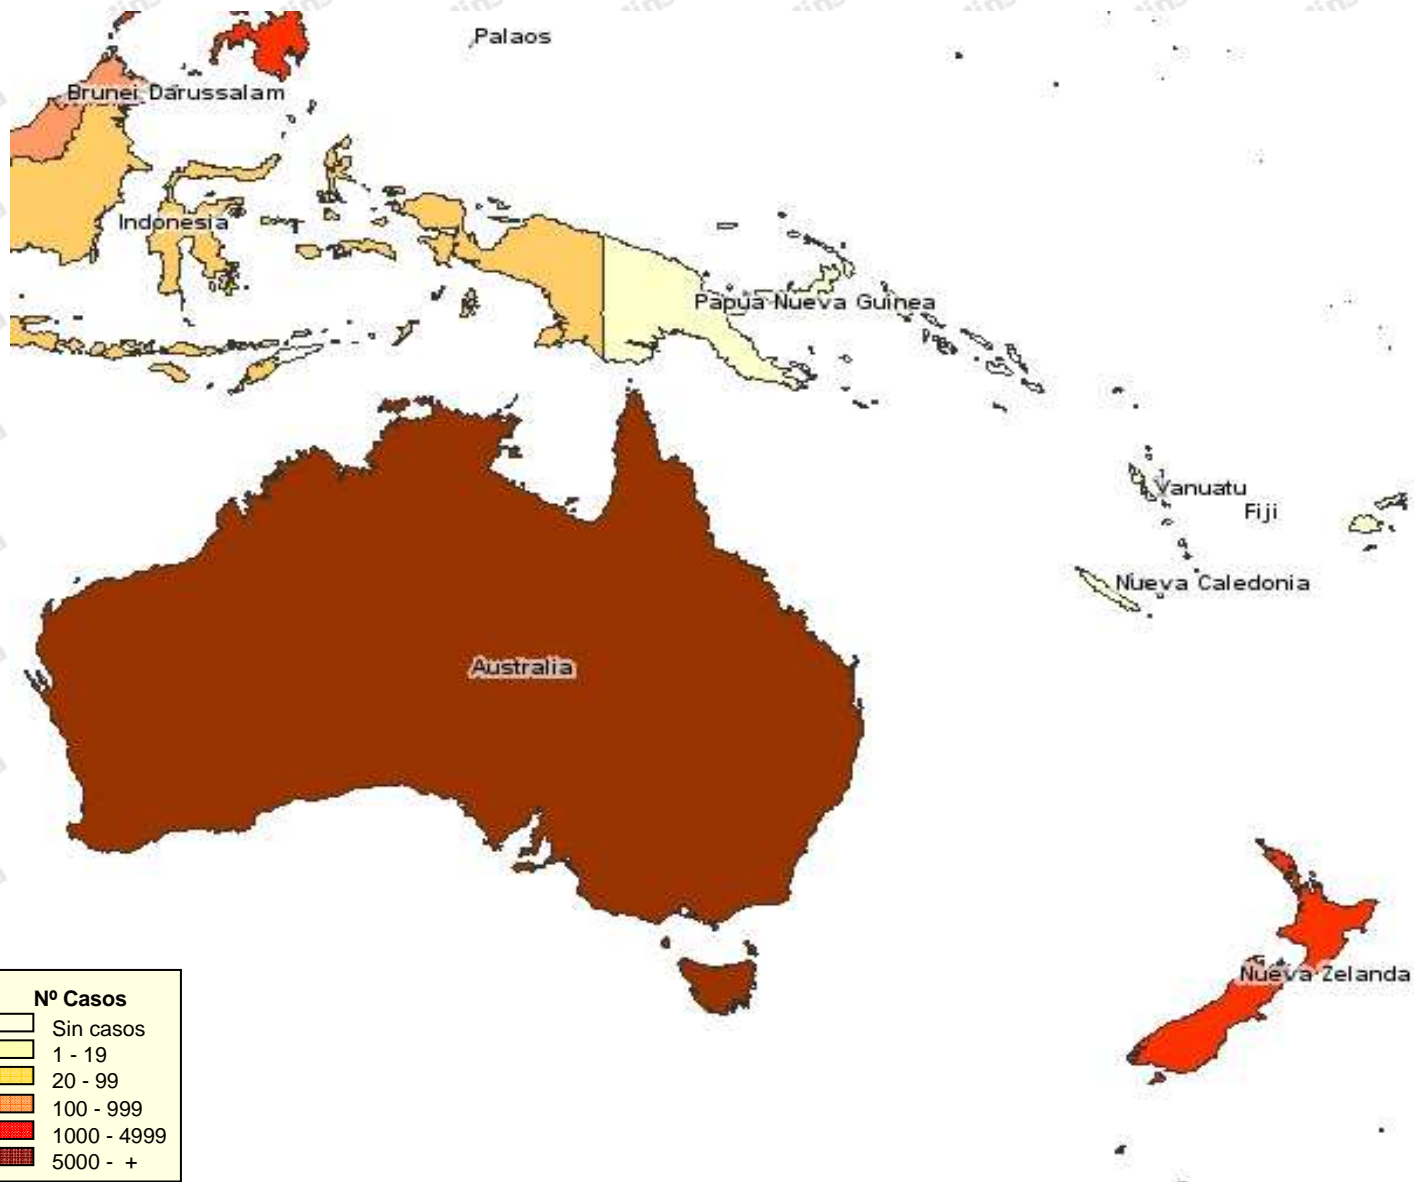 Palaos
Brunei Darussalam
Indonesia
Papua Nueva Guinea
Vanuatu
Fiji
Nueva Caledonia
Australia
Nueva Zelanda
Nº Casos
Sin casos
1 - 19
20 - 99
100 - 999
1000 - 4999
5000 - +